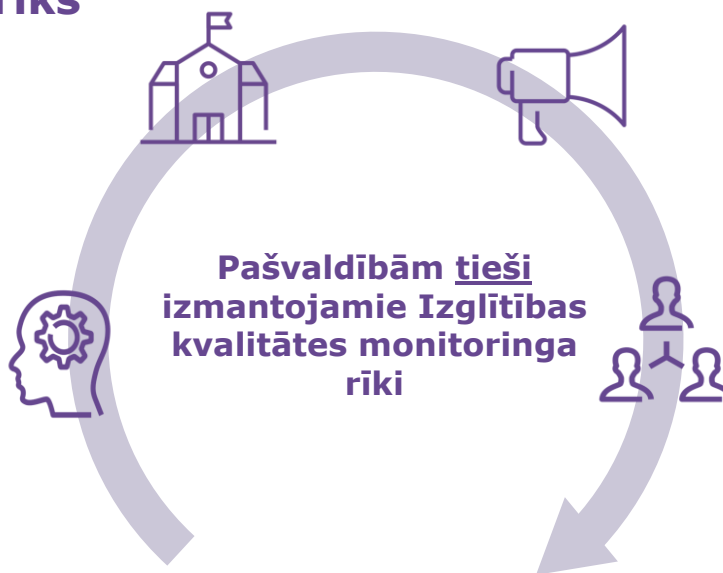 Pašvaldībām tieši
izmantojamie Izglītības
kvalitātes monitoringa
rīki